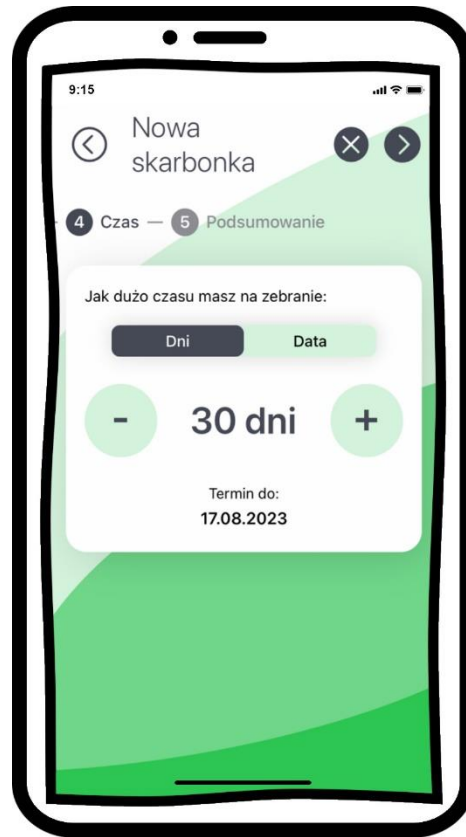 9:15
Nowa
skarbonka
4 Czas — 5 Podsumowanie
Jak dużo czasu masz na zebranie:
Dni Data
- 30 dni +
Termin do:
17.08.2023